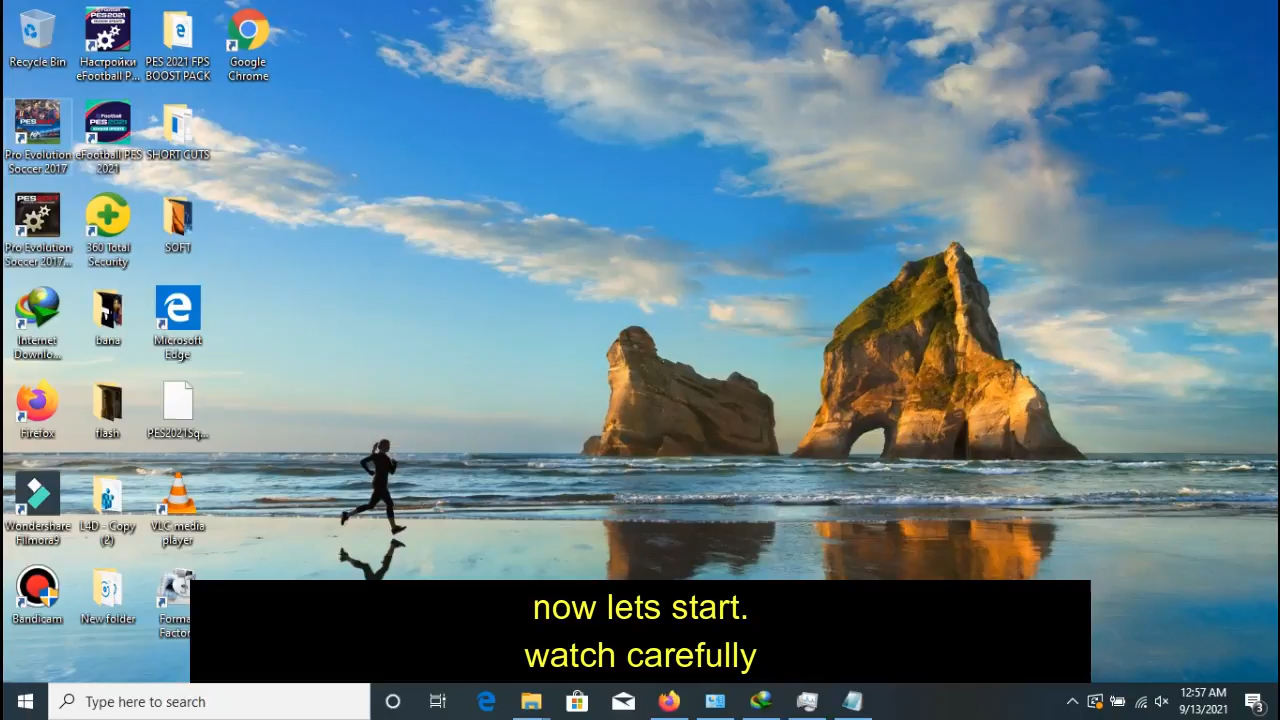 Recycle Bin
Настройки
eFootball P...
PES 2021 FPS
BOOST PACK
Google
Chrome
Pro Evolution
Soccer 2017
eFootball PES
2021
SHORT CUTS
Pro Evolution
Soccer 2017...
360 Total
Security
SOFT
Internet
Downlo...
bana
Microsoft
Edge
Firefox
flash
PES2021Sq...
Wondershare
Filmora9
L4D - Copy
(2)
VLC media
player
Bandicam
New folder
Forma
Factor
now lets start.
watch carefully
Type here to search
12:57 AM
9/13/2021
3